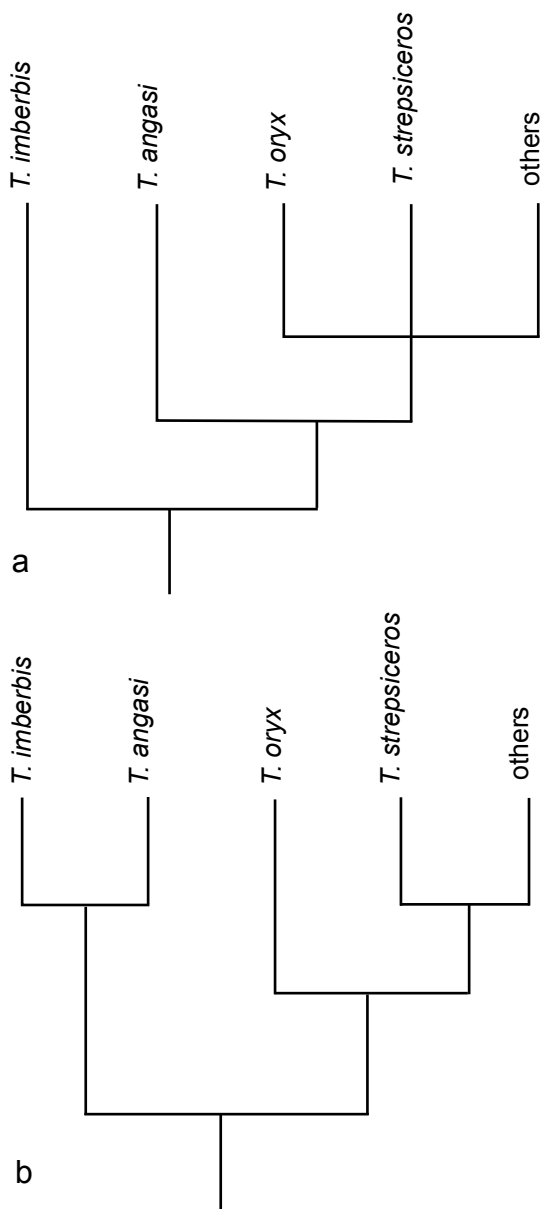 T. imberbis
T. angasi
T. oryx
T. strepsiceros
others
a
T. imberbis
T. angasi
T. oryx
T. strepsiceros
others
b